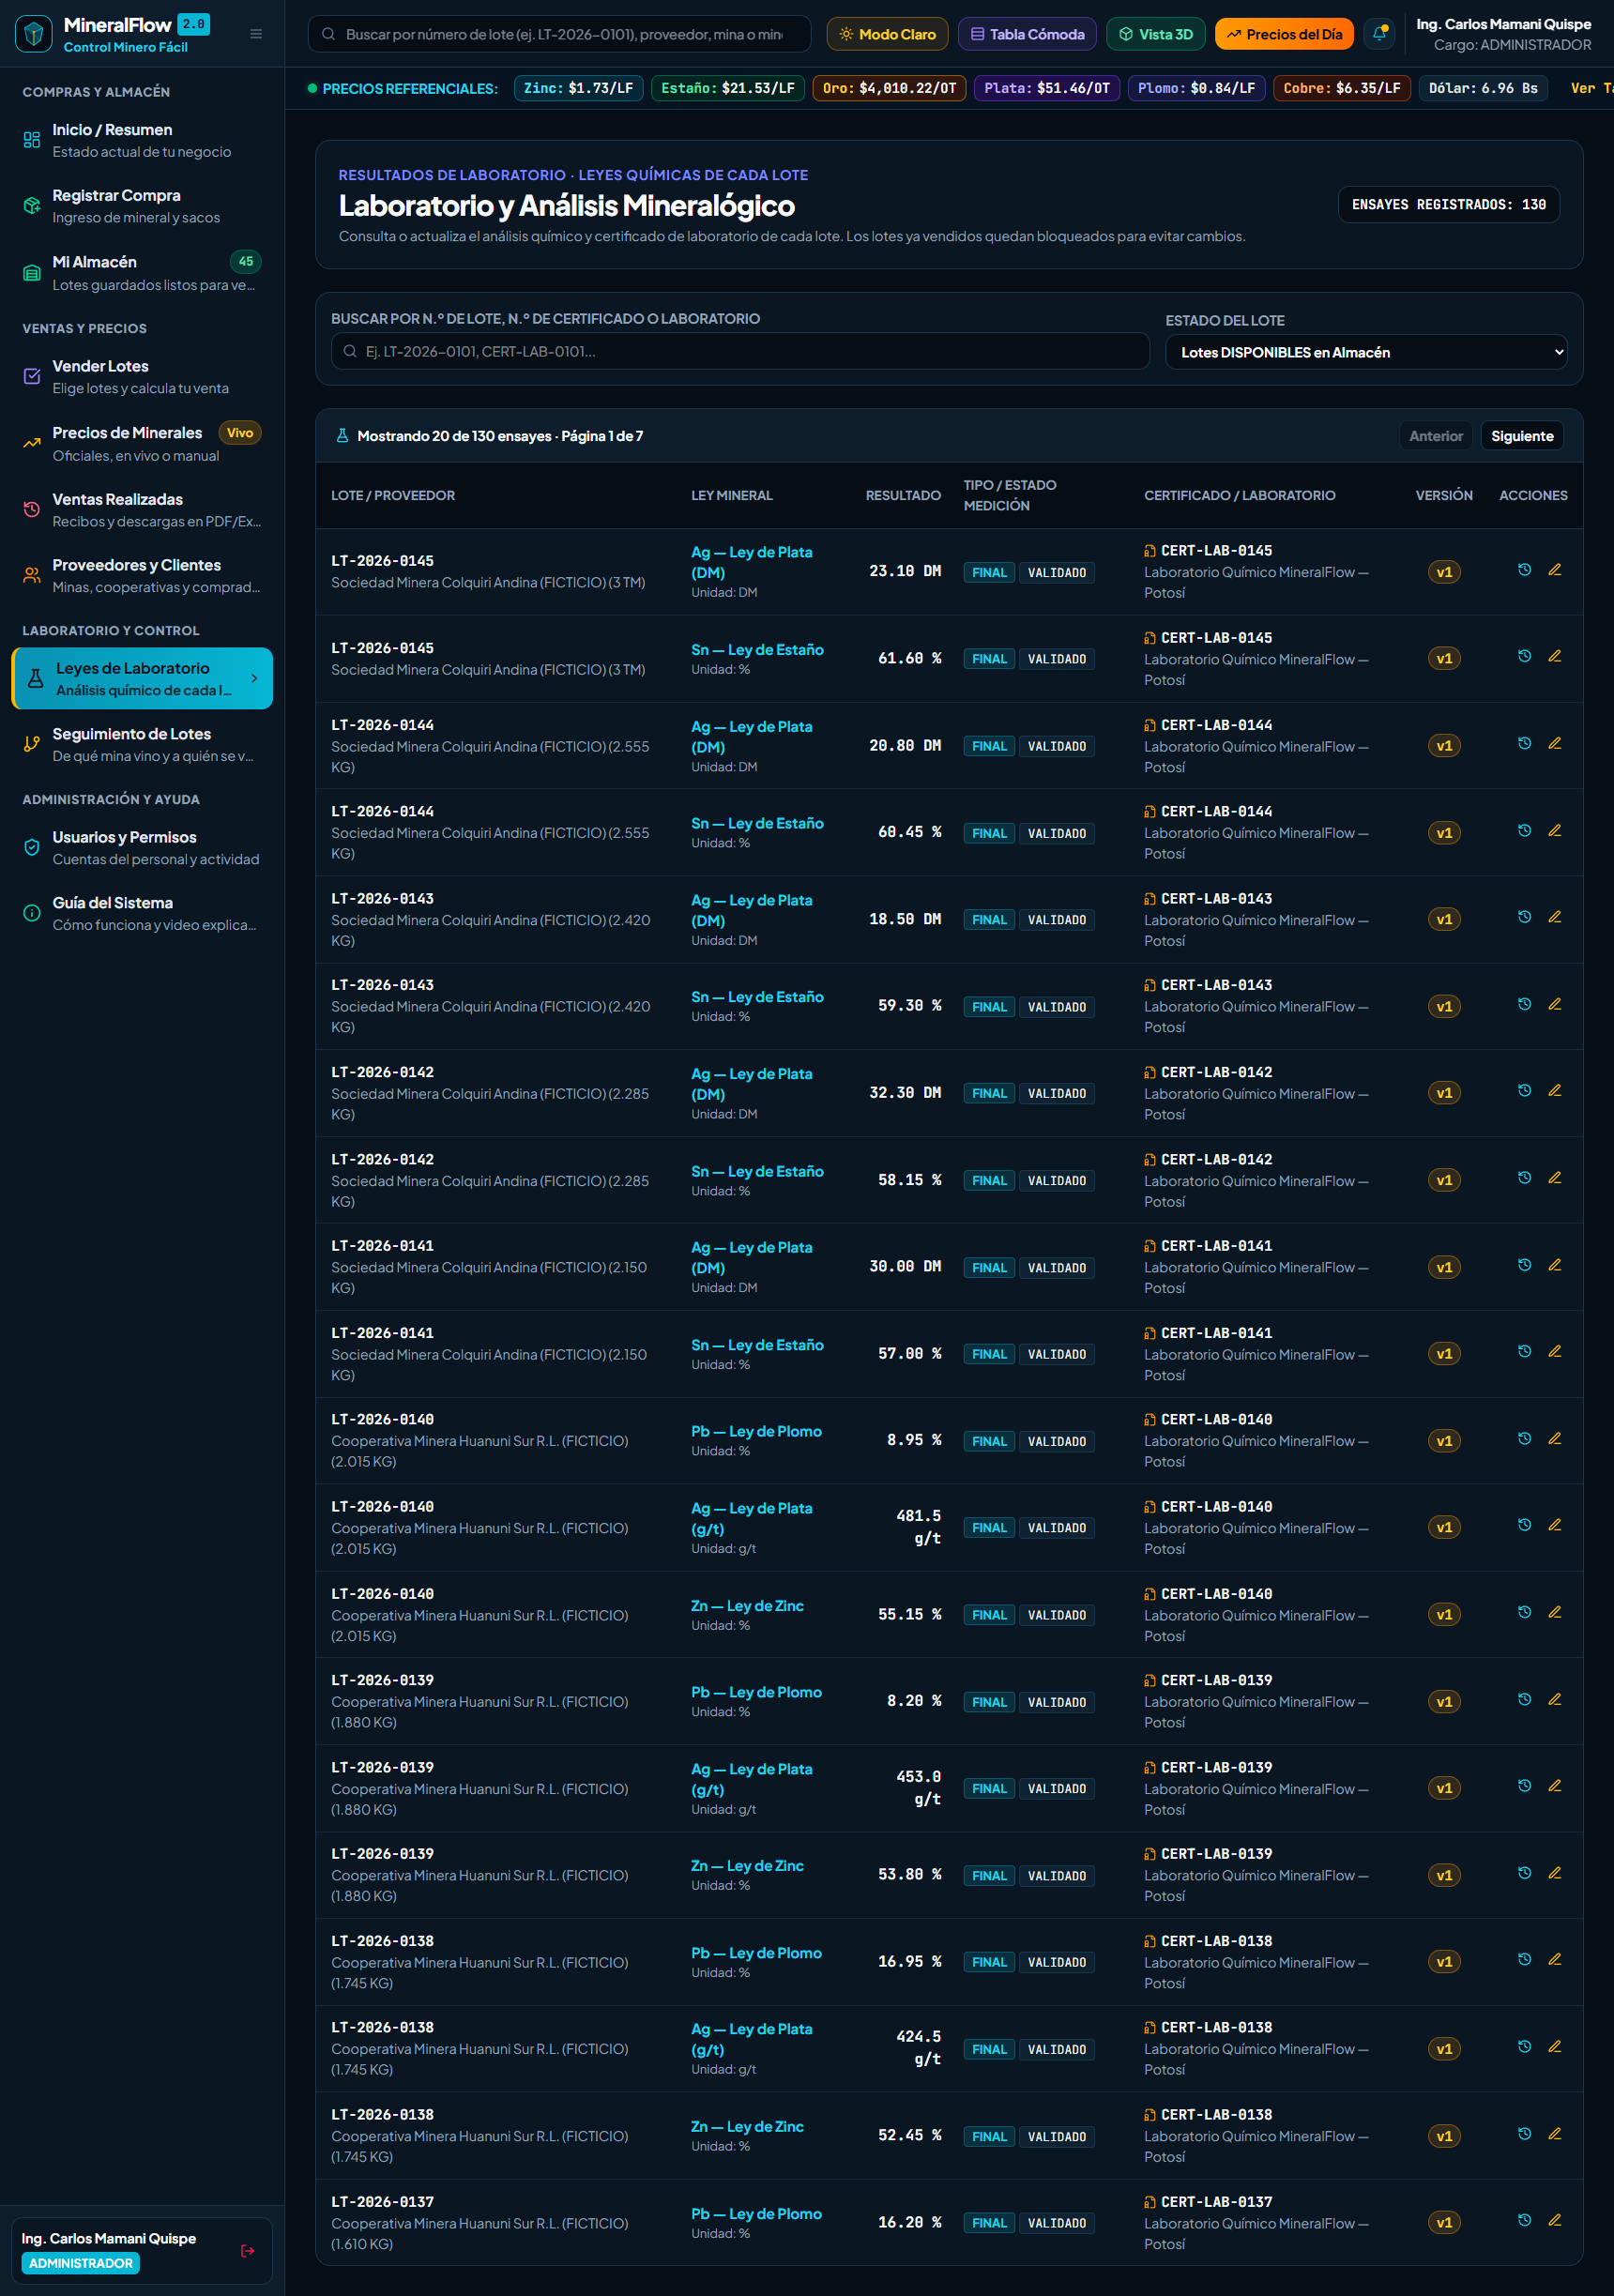 MineralFlow 2.0
Control Minero Fácil
Buscar por número de lote (ej. LT-2026-0101), proveedor, mina o min
Modo Claro
Tabla Cómoda
Vista 3D
Precios del Día
Ing. Carlos Mamani Quispe
Cargo: ADMINISTRADOR
PRECIOS REFERENCIALES:
Zinc: $1.73/LF
Estaño: $21.53/LF
Oro: $4,010.22/OT
Plata: $51.46/OT
Plomo: $0.84/LF
Cobre: $6.35/LF
Dólar: 6.96 Bs
Ver Ta
COMPRAS Y ALMACÉN
Inicio / Resumen
Estado actual de tu negocio
Registrar Compra
Ingreso de mineral y sacos
Mi Almacén 45
Lotes guardados listos para ve...
VENTAS Y PRECIOS
Vender Lotes
Elige lotes y calcula tu venta
Precios de Minerales Vivo
Oficiales, en vivo o manual
Ventas Realizadas
Recibos y descargas en PDF/Ex...
Proveedores y Clientes
Minas, cooperativas y comprad...
LABORATORIO Y CONTROL
Leyes de Laboratorio
Análisis químico de cada l...
Seguimiento de Lotes
De qué mina vino y a quién se v...
ADMINISTRACIÓN Y AYUDA
Usuarios y Permisos
Cuentas del personal y actividad
Guía del Sistema
Cómo funciona y video explica...
Ing. Carlos Mamani Quispe
ADMINISTRADOR
RESULTADOS DE LABORATORIO · LEYES QUÍMICAS DE CADA LOTE
Laboratorio y Análisis Mineralógico
Consulta o actualiza el análisis químico y certificado de laboratorio de cada lote. Los lotes ya vendidos quedan bloqueados para evitar cambios.
ENSAYES REGISTRADOS: 130
BUSCAR POR N.º DE LOTE, N.º DE CERTIFICADO O LABORATORIO
Ej. LT-2026-0101, CERT-LAB-0101...
ESTADO DEL LOTE
Lotes DISPONIBLES en Almacén
Mostrando 20 de 130 ensayes · Página 1 de 7
Anterior
Siguiente
LOTE / PROVEEDOR LEY MINERAL RESULTADO TIPO / ESTADO MEDICIÓN CERTIFICADO / LABORATORIO VERSIÓN ACCIONES
LT-2026-0145 Ag — Ley de Plata (DM) 23.10 DM FINAL VALIDADO CERT-LAB-0145 v1
Sociedad Minera Colquiri Andina (FICTICIO) (3 TM) Unidad: DM Laboratorio Químico MineralFlow — Potosí
LT-2026-0145 Sn — Ley de Estaño 61.60 % FINAL VALIDADO CERT-LAB-0145 v1
Sociedad Minera Colquiri Andina (FICTICIO) (3 TM) Unidad: % Laboratorio Químico MineralFlow — Potosí
LT-2026-0144 Ag — Ley de Plata (DM) 20.80 DM FINAL VALIDADO CERT-LAB-0144 v1
Sociedad Minera Colquiri Andina (FICTICIO) (2.555 KG) Unidad: DM Laboratorio Químico MineralFlow — Potosí
LT-2026-0144 Sn — Ley de Estaño 60.45 % FINAL VALIDADO CERT-LAB-0144 v1
Sociedad Minera Colquiri Andina (FICTICIO) (2.555 KG) Unidad: % Laboratorio Químico MineralFlow — Potosí
LT-2026-0143 Ag — Ley de Plata (DM) 18.50 DM FINAL VALIDADO CERT-LAB-0143 v1
Sociedad Minera Colquiri Andina (FICTICIO) (2.420 KG) Unidad: DM Laboratorio Químico MineralFlow — Potosí
LT-2026-0143 Sn — Ley de Estaño 59.30 % FINAL VALIDADO CERT-LAB-0143 v1
Sociedad Minera Colquiri Andina (FICTICIO) (2.420 KG) Unidad: % Laboratorio Químico MineralFlow — Potosí
LT-2026-0142 Ag — Ley de Plata (DM) 32.30 DM FINAL VALIDADO CERT-LAB-0142 v1
Sociedad Minera Colquiri Andina (FICTICIO) (2.285 KG) Unidad: DM Laboratorio Químico MineralFlow — Potosí
LT-2026-0142 Sn — Ley de Estaño 58.15 % FINAL VALIDADO CERT-LAB-0142 v1
Sociedad Minera Colquiri Andina (FICTICIO) (2.285 KG) Unidad: % Laboratorio Químico MineralFlow — Potosí
LT-2026-0141 Ag — Ley de Plata (DM) 30.00 DM FINAL VALIDADO CERT-LAB-0141 v1
Sociedad Minera Colquiri Andina (FICTICIO) (2.150 KG) Unidad: DM Laboratorio Químico MineralFlow — Potosí
LT-2026-0141 Sn — Ley de Estaño 57.00 % FINAL VALIDADO CERT-LAB-0141 v1
Sociedad Minera Colquiri Andina (FICTICIO) (2.150 KG) Unidad: % Laboratorio Químico MineralFlow — Potosí
LT-2026-0140 Pb — Ley de Plomo 8.95 % FINAL VALIDADO CERT-LAB-0140 v1
Cooperativa Minera Huanuni Sur R.L. (FICTICIO) (2.015 KG) Unidad: % Laboratorio Químico MineralFlow — Potosí
LT-2026-0140 Ag — Ley de Plata (g/t) 481.5 g/t FINAL VALIDADO CERT-LAB-0140 v1
Cooperativa Minera Huanuni Sur R.L. (FICTICIO) (2.015 KG) Unidad: g/t Laboratorio Químico MineralFlow — Potosí
LT-2026-0140 Zn — Ley de Zinc 55.15 % FINAL VALIDADO CERT-LAB-0140 v1
Cooperativa Minera Huanuni Sur R.L. (FICTICIO) (2.015 KG) Unidad: % Laboratorio Químico MineralFlow — Potosí
LT-2026-0139 Pb — Ley de Plomo 8.20 % FINAL VALIDADO CERT-LAB-0139 v1
Cooperativa Minera Huanuni Sur R.L. (FICTICIO) (1.880 KG) Unidad: % Laboratorio Químico MineralFlow — Potosí
LT-2026-0139 Ag — Ley de Plata (g/t) 453.0 g/t FINAL VALIDADO CERT-LAB-0139 v1
Cooperativa Minera Huanuni Sur R.L. (FICTICIO) (1.880 KG) Unidad: g/t Laboratorio Químico MineralFlow — Potosí
LT-2026-0139 Zn — Ley de Zinc 53.80 % FINAL VALIDADO CERT-LAB-0139 v1
Cooperativa Minera Huanuni Sur R.L. (FICTICIO) (1.880 KG) Unidad: % Laboratorio Químico MineralFlow — Potosí
LT-2026-0138 Pb — Ley de Plomo 16.95 % FINAL VALIDADO CERT-LAB-0138 v1
Cooperativa Minera Huanuni Sur R.L. (FICTICIO) (1.745 KG) Unidad: % Laboratorio Químico MineralFlow — Potosí
LT-2026-0138 Ag — Ley de Plata (g/t) 424.5 g/t FINAL VALIDADO CERT-LAB-0138 v1
Cooperativa Minera Huanuni Sur R.L. (FICTICIO) (1.745 KG) Unidad: g/t Laboratorio Químico MineralFlow — Potosí
LT-2026-0138 Zn — Ley de Zinc 52.45 % FINAL VALIDADO CERT-LAB-0138 v1
Cooperativa Minera Huanuni Sur R.L. (FICTICIO) (1.745 KG) Unidad: % Laboratorio Químico MineralFlow — Potosí
LT-2026-0137 Pb — Ley de Plomo 16.20 % FINAL VALIDADO CERT-LAB-0137 v1
Cooperativa Minera Huanuni Sur R.L. (FICTICIO) (1.610 KG) Unidad: % Laboratorio Químico MineralFlow — Potosí